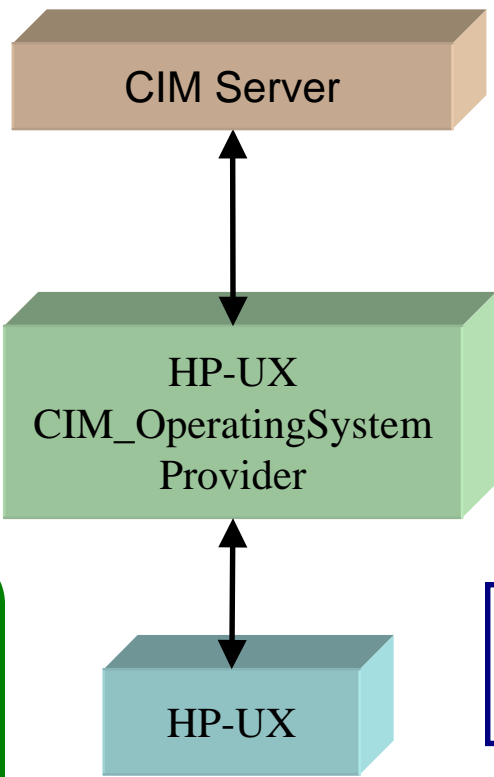 CIM Server
HP-UX
CIM_OperatingSystem
Provider
HP-UX